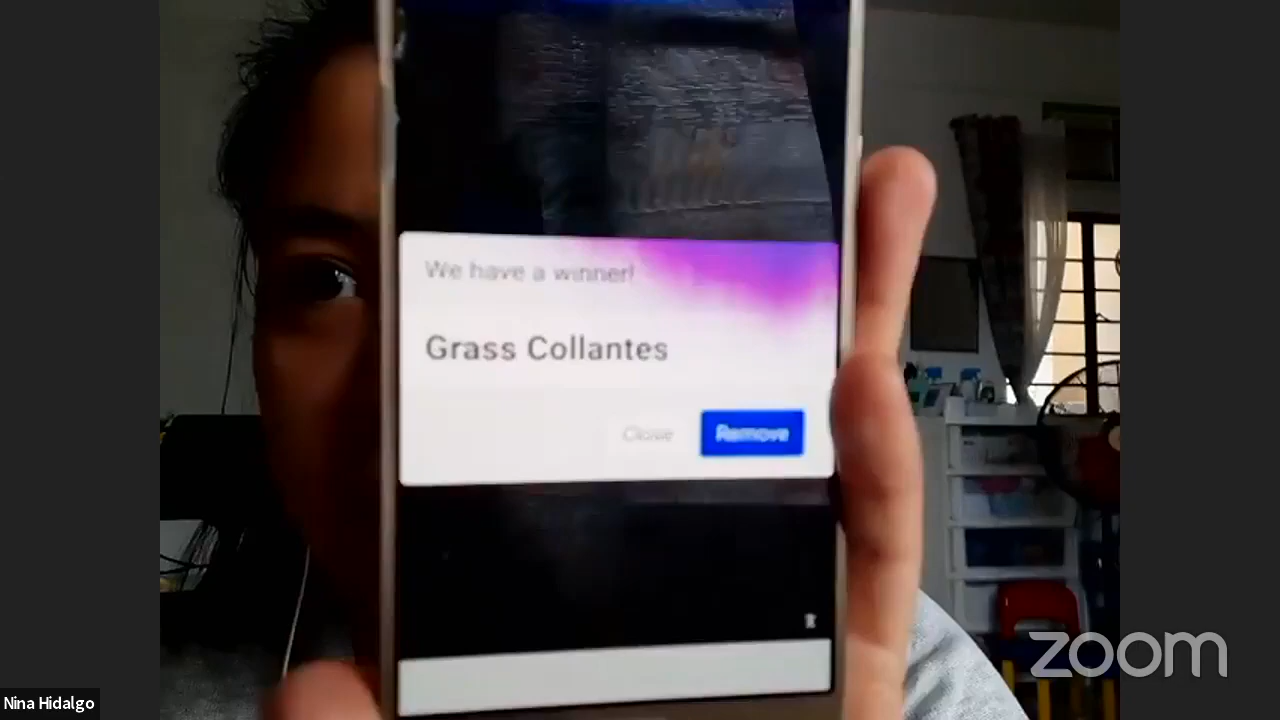 We have a winner!
Grass Collantes
Close
Remove
zoom
Nina Hidalgo